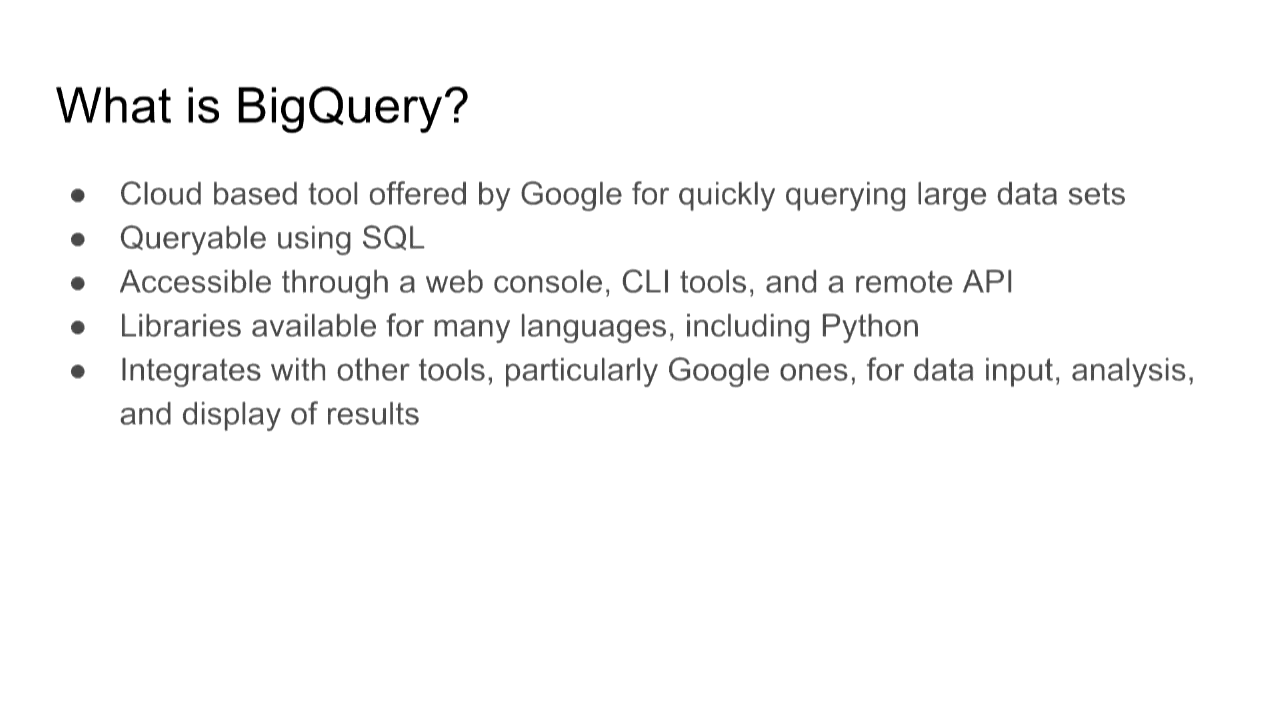 What is BigQuery?
● Cloud based tool offered by Google for quickly querying large data sets
● Queryable using SQL
● Accessible through a web console, CLI tools, and a remote API
● Libraries available for many languages, including Python
● Integrates with other tools, particularly Google ones, for data input, analysis,
and display of results